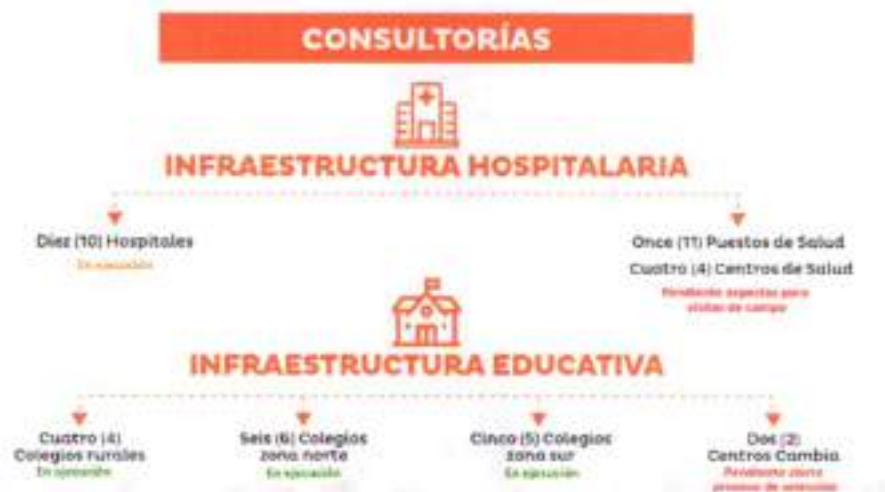 CONSULTORÍAS
INFRAESTRUCTURA HOSPITALARIA
Diez (10) Hospitales
En ejecución
Once (11) Puestos de Salud
Cuatro (4) Centros de Salud
Pendiente aspectos para
visitas de campo
INFRAESTRUCTURA EDUCATIVA
Cuatro (4)
Colegios rurales
En ejecución
Seis (6) Colegios
zona norte
En ejecución
Cinco (5) Colegios
zona sur
En ejecución
Dos (2)
Centros Cambia
Pendiente cierre
proceso de selección